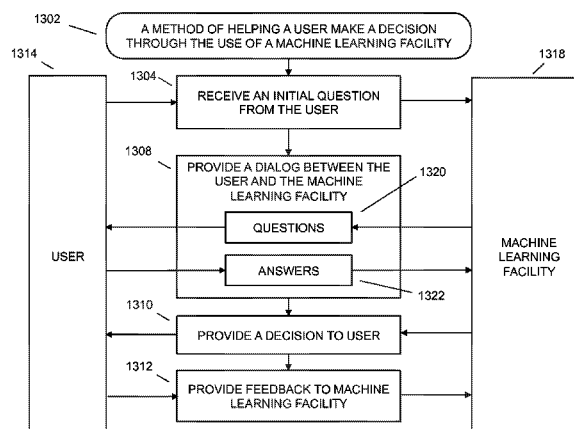 1302
A METHOD OF HELPING A USER MAKE A DECISION
THROUGH THE USE OF A MACHINE LEARNING FACILITY
1314
1318
1304
RECEIVE AN INITIAL QUESTION
FROM THE USER
1308
PROVIDE A DIALOG BETWEEN THE
USER AND THE MACHINE
LEARNING FACILITY
1320
QUESTIONS
USER
MACHINE
LEARNING
FACILITY
ANSWERS
1322
1310
PROVIDE A DECISION TO USER
1312
PROVIDE FEEDBACK TO MACHINE
LEARNING FACILITY